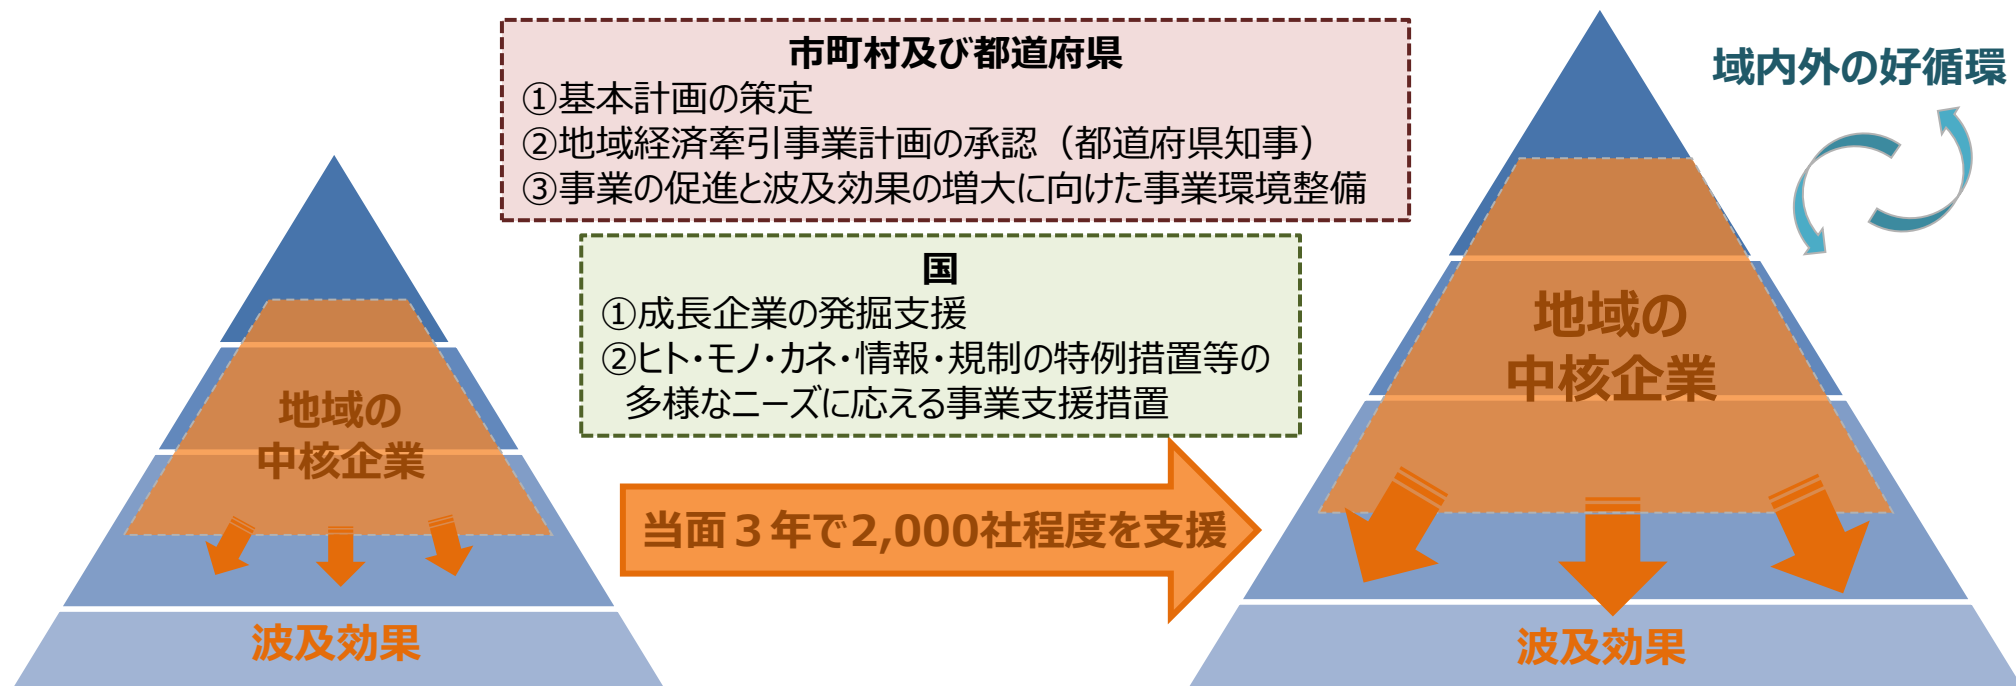 市町村及び都道府県
①基本計画の策定
②地域経済牽引事業計画の承認（都道府県知事）
③事業の促進と波及効果の増大に向けた事業環境整備
国
①成長企業の発掘支援
②ヒト・モノ・カネ・情報・規制の特例措置等の
多様なニーズに応える事業支援措置
地域の
中核企業
波及効果
当面３年で2,000社程度を支援
域内外の好循環
地域の
中核企業
波及効果